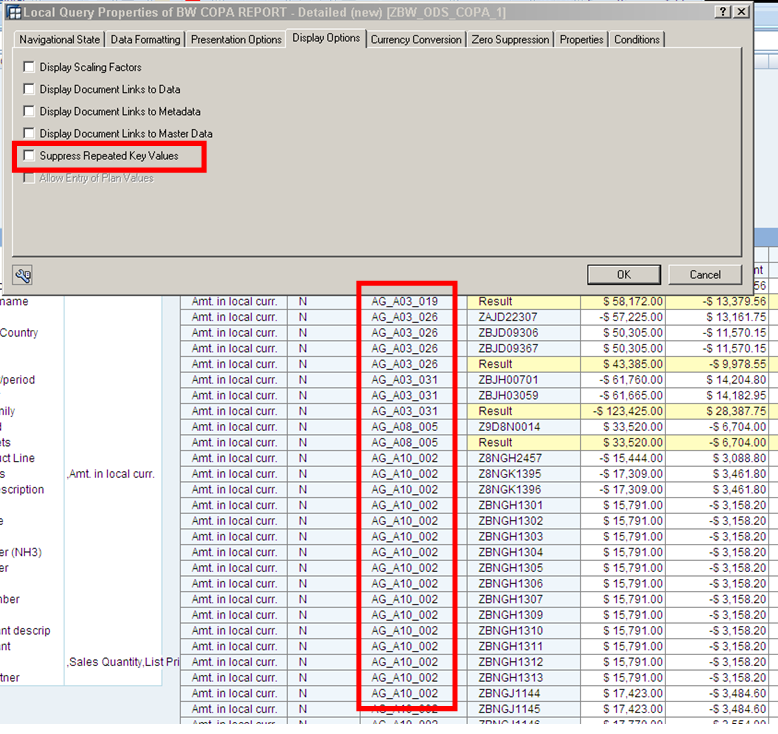 Local Query Properties of BW COPA REPORT - Detailed (new) [ZBW_ODS_COPA_1]
Navigational State Data Formatting Presentation Options Display Options Currency Conversion Zero Suppression Properties Conditions
Display Scaling Factors
Display Document Links to Data
Display Document Links to Metadata
Display Document Links to Master Data
Suppress Repeated Key Values
Allow Entry of Plan Values
OK Cancel
name Amt. in local curr. N AG_A03_019 Result $ 58,172.00 -$ 13,379.56
Amt. in local curr. N AG_A03_026 ZAJD22307 -$ 57,225.00 $ 13,161.75
Country Amt. in local curr. N AG_A03_026 ZBJD09306 $ 50,305.00 -$ 11,570.15
Amt. in local curr. N AG_A03_026 ZBJD09367 $ 50,305.00 -$ 11,570.15
Amt. in local curr. N AG_A03_026 Result $ 43,385.00 -$ 9,978.55
/period Amt. in local curr. N AG_A03_031 ZBJH00701 -$ 61,760.00 $ 14,204.80
Amt. in local curr. N AG_A03_031 ZBJH03059 -$ 61,665.00 $ 14,182.95
mily Amt. in local curr. N AG_A03_031 Result -$ 123,425.00 $ 28,387.75
Amt. in local curr. N AG_A08_005 Z9D8N0014 $ 33,520.00 -$ 6,704.00
ets Amt. in local curr. N AG_A08_005 Result $ 33,520.00 -$ 6,704.00
uct Line Amt. in local curr. N AG_A10_002 Z8NGH2457 -$ 15,444.00 $ 3,088.80
s ,Amt. in local curr. Amt. in local curr. N AG_A10_002 Z8NGK1395 -$ 17,309.00 $ 3,461.80
scription Amt. in local curr. N AG_A10_002 Z8NGK1396 -$ 17,309.00 $ 3,461.80
Amt. in local curr. N AG_A10_002 ZBNGH1301 $ 15,791.00 -$ 3,158.20
e Amt. in local curr. N AG_A10_002 ZBNGH1302 $ 15,791.00 -$ 3,158.20
Amt. in local curr. N AG_A10_002 ZBNGH1303 $ 15,791.00 -$ 3,158.20
er (NH3) Amt. in local curr. N AG_A10_002 ZBNGH1304 $ 15,791.00 -$ 3,158.20
er Amt. in local curr. N AG_A10_002 ZBNGH1305 $ 15,791.00 -$ 3,158.20
Amt. in local curr. N AG_A10_002 ZBNGH1306 $ 15,791.00 -$ 3,158.20
mber Amt. in local curr. N AG_A10_002 ZBNGH1307 $ 15,791.00 -$ 3,158.20
Amt. in local curr. N AG_A10_002 ZBNGH1309 $ 15,791.00 -$ 3,158.20
nt descrip Amt. in local curr. N AG_A10_002 ZBNGH1310 $ 15,791.00 -$ 3,158.20
nt Amt. in local curr. N AG_A10_002 ZBNGH1311 $ 15,791.00 -$ 3,158.20
,Sales Quantity,List Pri Amt. in local curr. N AG_A10_002 ZBNGH1312 $ 15,791.00 -$ 3,158.20
rtner Amt. in local curr. N AG_A10_002 ZBNGH1313 $ 15,791.00 -$ 3,158.20
Amt. in local curr. N AG_A10_002 ZBNGJ1144 $ 17,423.00 -$ 3,484.60
Amt. in local curr. N AG_A10_002 ZBNGJ1145 $ 17,423.00 -$ 3,484.60